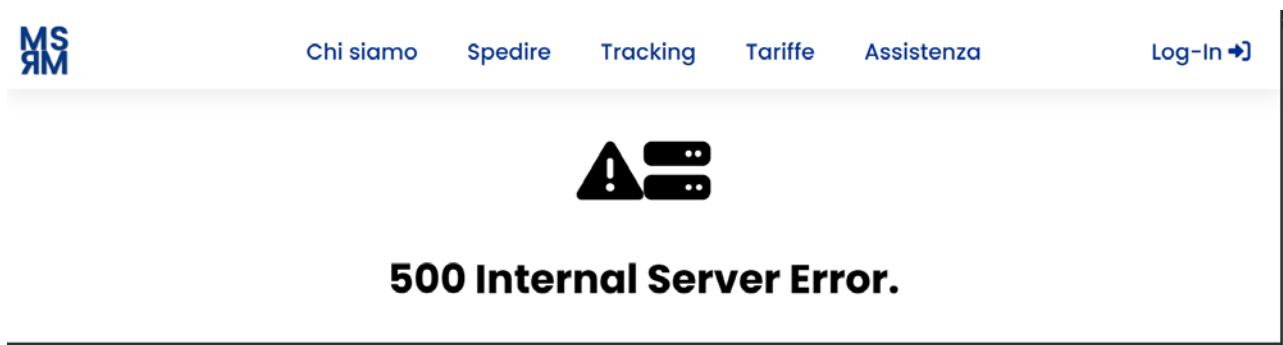 MS
ЯM
Chi siamo Spedire Tracking Tariffe Assistenza Log-In
500 Internal Server Error.